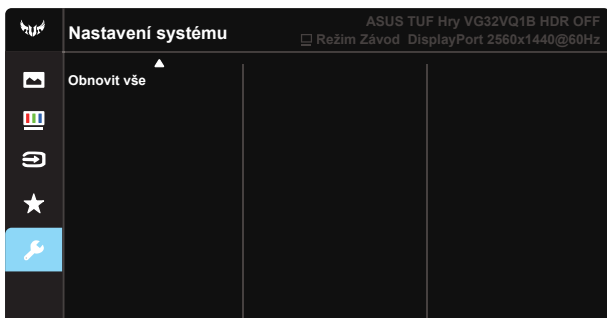 Nastavení systému
ASUS TUF Hry VG32VQ1B HDR OFF
Režim Závod DisplayPort 2560x1440@60Hz
Obnovit vše